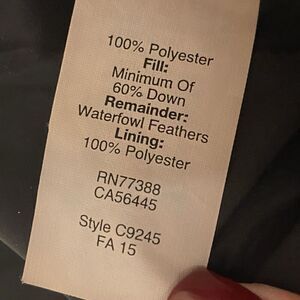 100% Polyester
Fill:
Minimum Of
60% Down
Remainder:
Waterfowl Feathers
Lining:
100% Polyester
RN77388
CA56445
Style C9245
FA 15